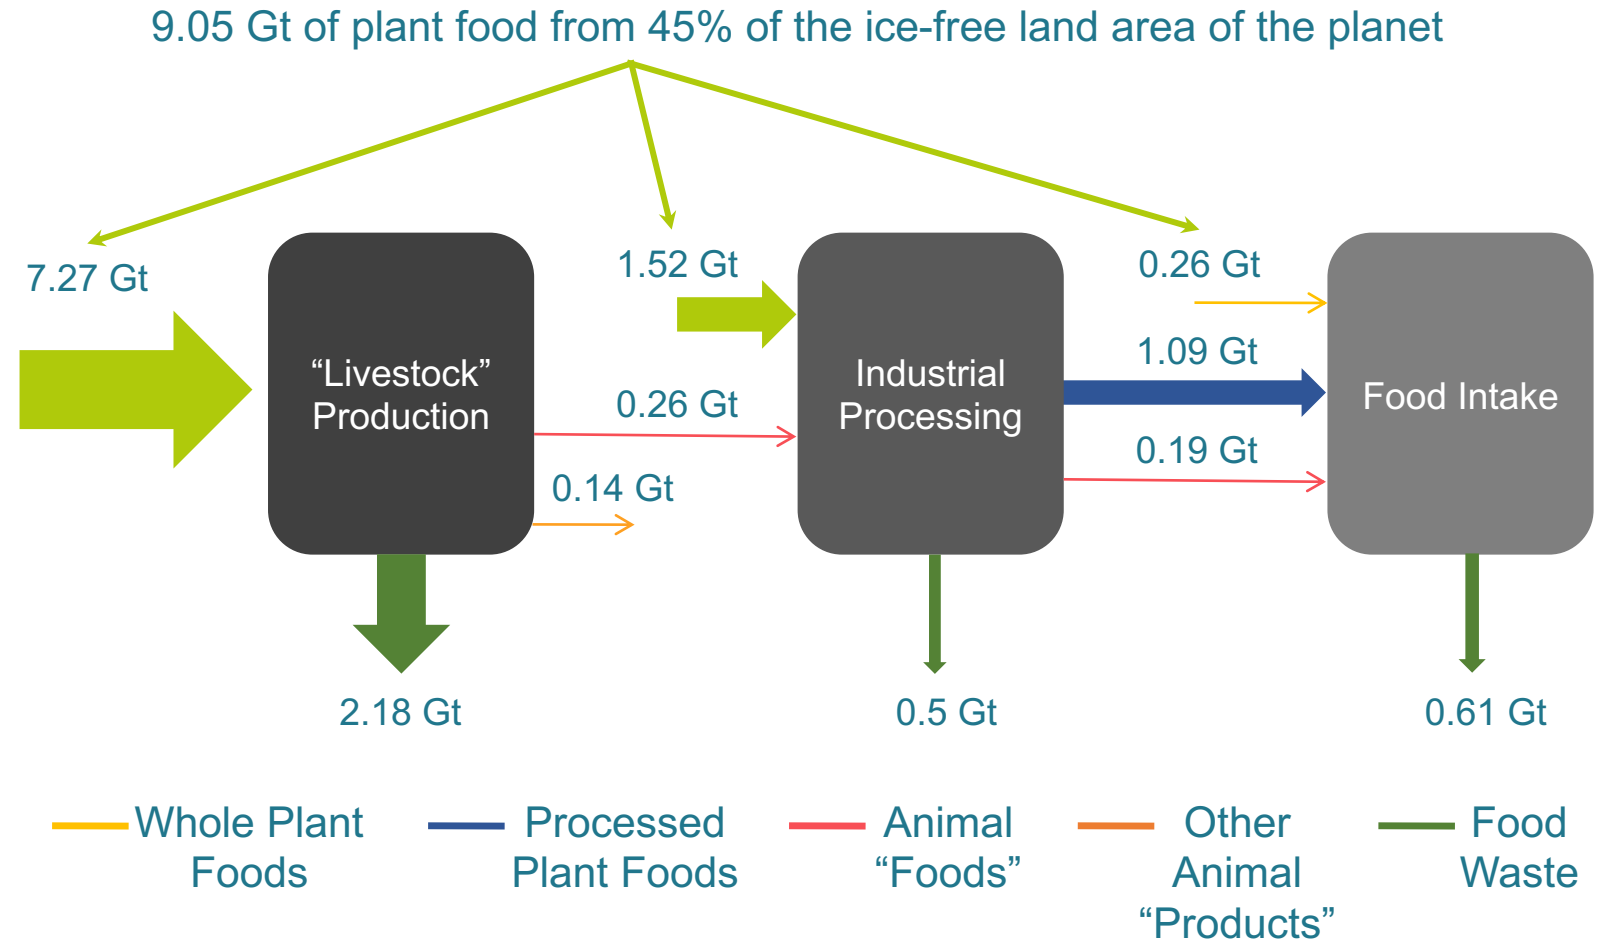 9.05 Gt of plant food from 45% of the ice-free land area of the planet
7.27 Gt
1.52 Gt
0.26 Gt
“Livestock”
Production
0.26 Gt
0.14 Gt
Industrial
Processing
1.09 Gt
0.19 Gt
Food Intake
2.18 Gt
0.5 Gt
0.61 Gt
Whole Plant
Foods
Processed
Plant Foods
Animal
“Foods”
Other
Animal
“Products”
Food
Waste